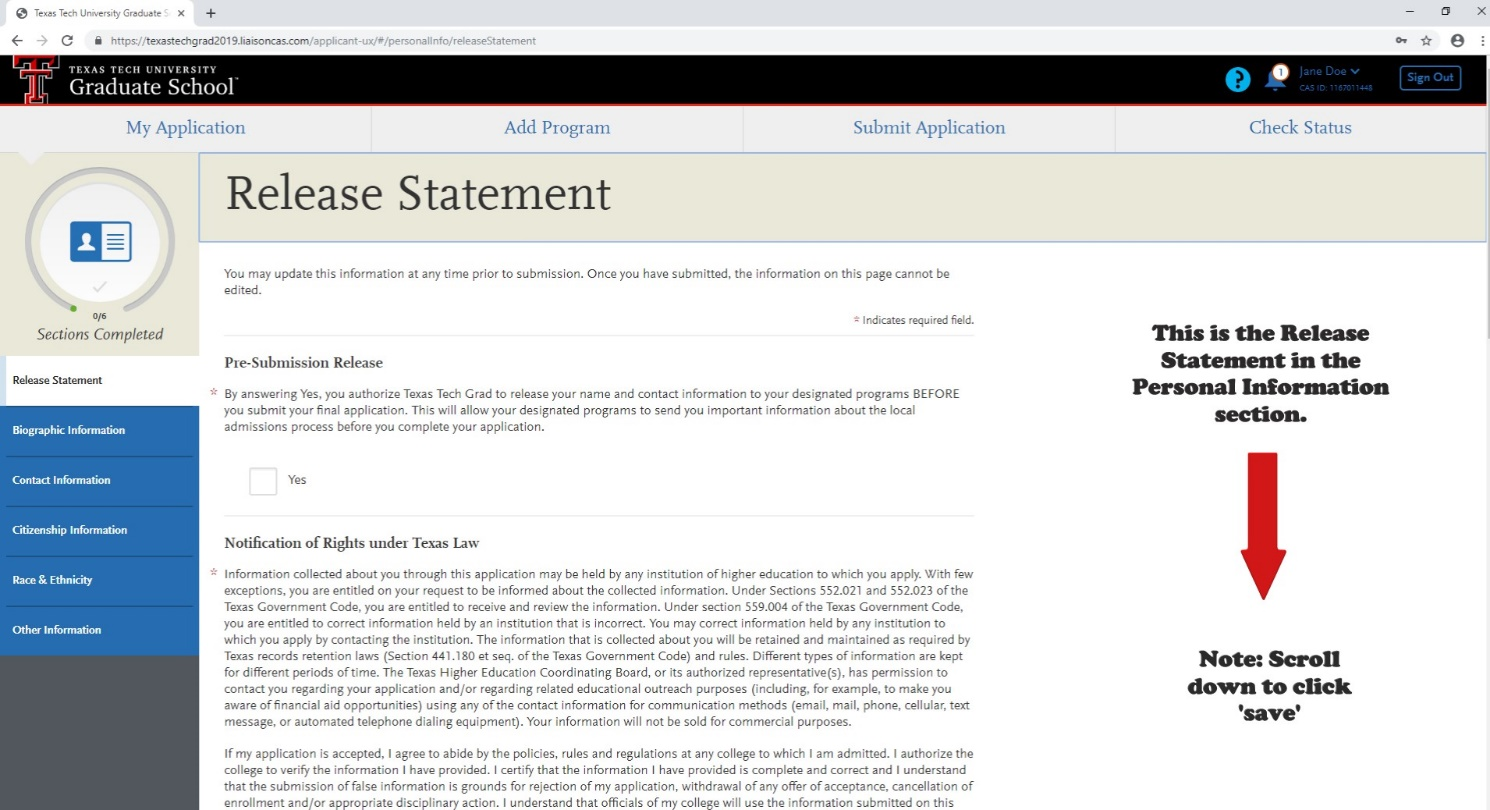 Texas Tech University Graduate S
https://texastechgrad2019.liaisoncas.com/applicant-ux/#/personalInfo/releaseStatement
TEXAS TECH UNIVERSITY
Graduate School
?
1
Jane Doe
CAS ID: 1167011448
Sign Out
My Application
Add Program
Submit Application
Check Status
0/6
Sections Completed
Release Statement
Biographic Information
Contact Information
Citizenship Information
Race & Ethnicity
Other Information
Release Statement
You may update this information at any time prior to submission. Once you have submitted, the information on this page cannot be
edited.
* Indicates required field.
Pre-Submission Release
* By answering Yes, you authorize Texas Tech Grad to release your name and contact information to your designated programs BEFORE
you submit your final application. This will allow your designated programs to send you important information about the local
admissions process before you complete your application.
Yes
Notification of Rights under Texas Law
* Information collected about you through this application may be held by any institution of higher education to which you apply. With few
exceptions, you are entitled on your request to be informed about the collected information. Under Sections 552.021 and 552.023 of the
Texas Government Code, you are entitled to receive and review the information. Under section 559.004 of the Texas Government Code,
you are entitled to correct information held by an institution that is incorrect. You may correct information held by any institution to
which you apply by contacting the institution. The information that is collected about you will be retained and maintained as required by
Texas records retention laws (Section 441.180 et seq. of the Texas Government Code) and rules. Different types of information are kept
for different periods of time. The Texas Higher Education Coordinating Board, or its authorized representative(s), has permission to
contact you regarding your application and/or regarding related educational outreach purposes (including, for example, to make you
aware of financial aid opportunities) using any of the contact information for communication methods (email, mail, phone, cellular, text
message, or automated telephone dialing equipment). Your information will not be sold for commercial purposes.
If my application is accepted, I agree to abide by the policies, rules and regulations at any college to which I am admitted. I authorize the
college to verify the information I have provided. I certify that the information I have provided is complete and correct and I understand
that the submission of false information is grounds for rejection of my application, withdrawal of any offer of acceptance, cancellation of
enrollment and/or appropriate disciplinary action. I understand that officials of my college will use the information submitted on this
This is the Release
Statement in the
Personal Information
section.
Note: Scroll
down to click
'save'